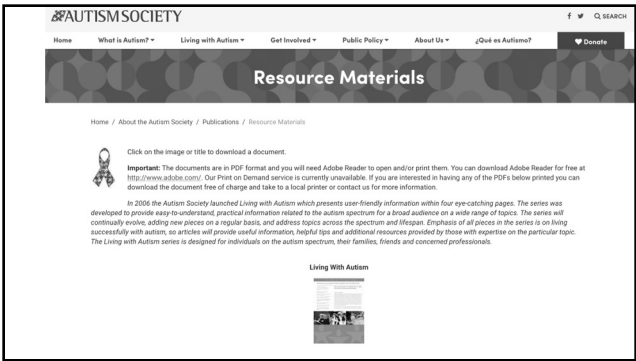 AUTISM SOCIETY
SEARCH
Home What is Autism? Living with Autism Get Involved Public Policy About Us ¿Qué es Autismo? Donate
Resource Materials
Home / About the Autism Society / Publications / Resource Materials
Click on the image or title to download a document.
Important: The documents are in PDF format and you will need Adobe Reader to open and/or print them. You can download Adobe Reader for free at
http://www.adobe.com/. Our Print on Demand service is currently unavailable. If you are interested in having any of the PDFs below printed you can
download the document free of charge and take to a local printer or contact us for more information.
In 2006 the Autism Society launched Living with Autism which presents user-friendly information within four eye-catching pages. The series was
developed to provide easy-to-understand, practical information related to the autism spectrum for a broad audience on a wide range of topics. The series will
continually evolve, adding new pieces on a regular basis, and address topics across the spectrum and lifespan. Emphasis of all pieces in the series is on living
successfully with autism, so articles will provide useful information, helpful tips and additional resources provided by those with expertise on the particular topic.
The Living with Autism series is designed for individuals on the autism spectrum, their families, friends and concerned professionals.
Living With Autism